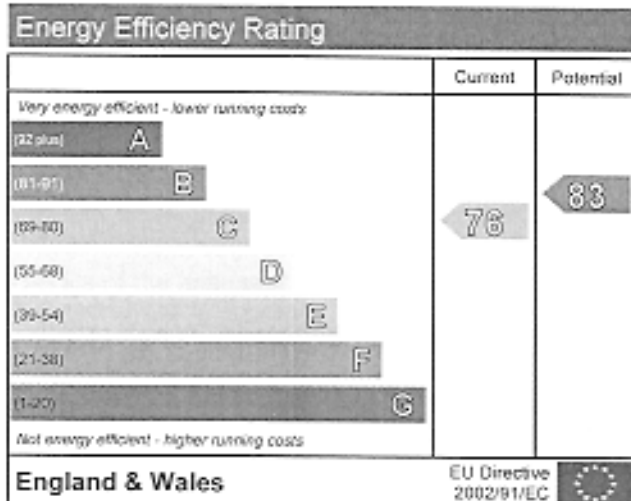 Energy Efficiency Rating
Current Potential
Very energy efficient - lower running costs
(92 plus) A
(81-91) B
83
(69-80) C
76
(55-68) D
(39-54) E
(21-38) F
(1-20) G
Not energy efficient - higher running costs
England & Wales
EU Directive
2002/91/EC